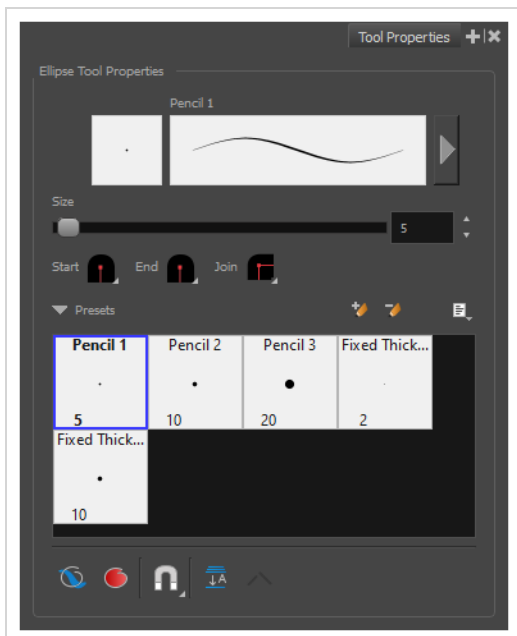 Tool Properties
Ellipse Tool Properties
Pencil 1
Size
5
Start End Join
Presets
Pencil 1 Pencil 2 Pencil 3 Fixed Thick...
5 10 20 2
Fixed Thick...
10